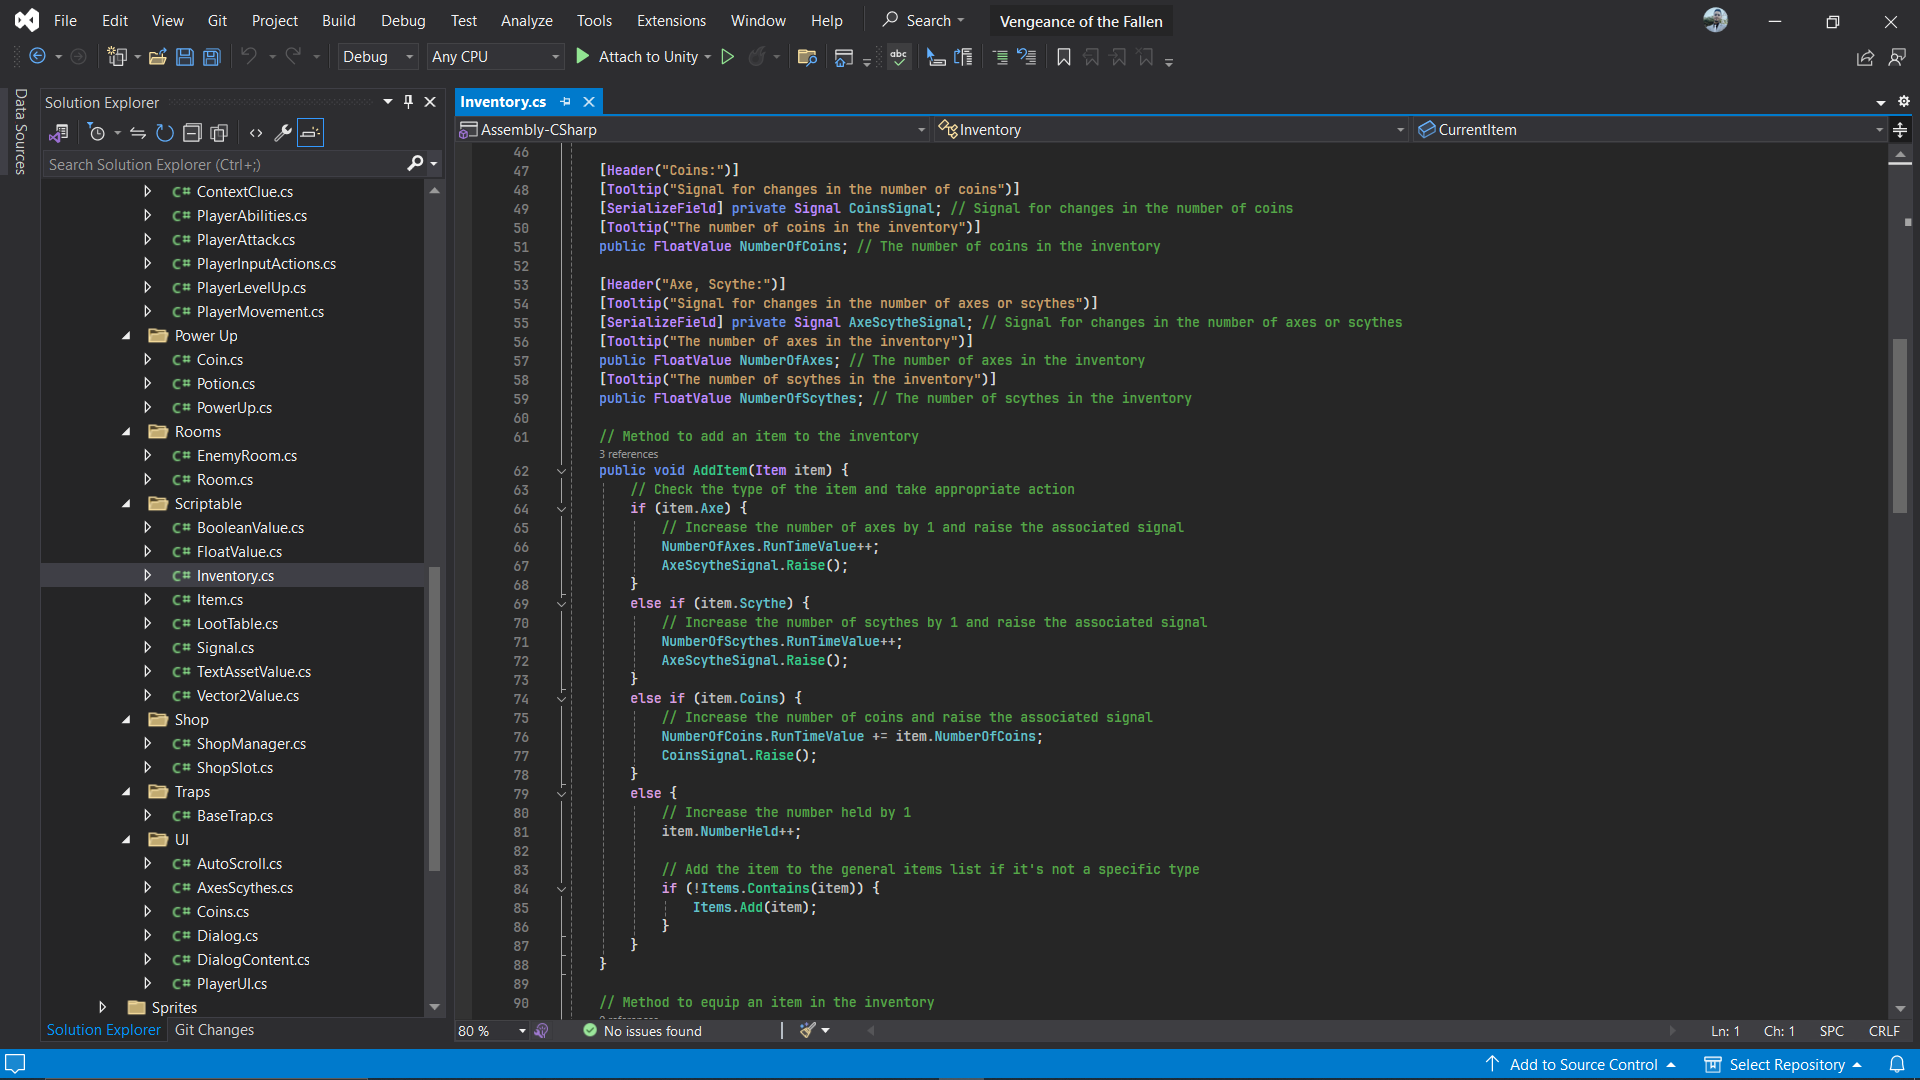 File Edit View Git Project Build Debug Test Analyze Tools Extensions Window Help Search Vengeance of the Fallen
Debug Any CPU Attach to Unity
Data Sources
Solution Explorer
Search Solution Explorer (Ctrl+;)
C# ContextClue.cs
C# PlayerAbilities.cs
C# PlayerAttack.cs
C# PlayerInputActions.cs
C# PlayerLevelUp.cs
C# PlayerMovement.cs
Power Up
C# Coin.cs
C# Potion.cs
C# PowerUp.cs
Rooms
C# EnemyRoom.cs
C# Room.cs
Scriptable
C# BooleanValue.cs
C# FloatValue.cs
C# Inventory.cs
C# Item.cs
C# LootTable.cs
C# Signal.cs
C# TextAssetValue.cs
C# Vector2Value.cs
Shop
C# ShopManager.cs
C# ShopSlot.cs
Traps
C# BaseTrap.cs
UI
C# AutoScroll.cs
C# AxesScythes.cs
C# Coins.cs
C# Dialog.cs
C# DialogContent.cs
C# PlayerUI.cs
Sprites
Solution Explorer Git Changes
Inventory.cs
Assembly-CSharp Inventory CurrentItem
46
47 [Header("Coins:")]
48 [Tooltip("Signal for changes in the number of coins")]
49 [SerializeField] private Signal CoinsSignal; // Signal for changes in the number of coins
50 [Tooltip("The number of coins in the inventory")]
51 public FloatValue NumberOfCoins; // The number of coins in the inventory
52
53 [Header("Axe, Scythe:")]
54 [Tooltip("Signal for changes in the number of axes or scythes")]
55 [SerializeField] private Signal AxeScytheSignal; // Signal for changes in the number of axes or scythes
56 [Tooltip("The number of axes in the inventory")]
57 public FloatValue NumberOfAxes; // The number of axes in the inventory
58 [Tooltip("The number of scythes in the inventory")]
59 public FloatValue NumberOfScythes; // The number of scythes in the inventory
60
61 // Method to add an item to the inventory
3 references
62 public void AddItem(Item item) {
63 // Check the type of the item and take appropriate action
64 if (item.Axe) {
65 // Increase the number of axes by 1 and raise the associated signal
66 NumberOfAxes.RunTimeValue++;
67 AxeScytheSignal.Raise();
68 }
69 else if (item.Scythe) {
70 // Increase the number of scythes by 1 and raise the associated signal
71 NumberOfScythes.RunTimeValue++;
72 AxeScytheSignal.Raise();
73 }
74 else if (item.Coins) {
75 // Increase the number of coins and raise the associated signal
76 NumberOfCoins.RunTimeValue += item.NumberOfCoins;
77 CoinsSignal.Raise();
78 }
79 else {
80 // Increase the number held by 1
81 item.NumberHeld++;
82
83 // Add the item to the general items list if it's not a specific type
84 if (!Items.Contains(item)) {
85 Items.Add(item);
86 }
87 }
88 }
89
90 // Method to equip an item in the inventory
80 % No issues found Ln: 1 Ch: 1 SPC CRLF
Add to Source Control Select Repository